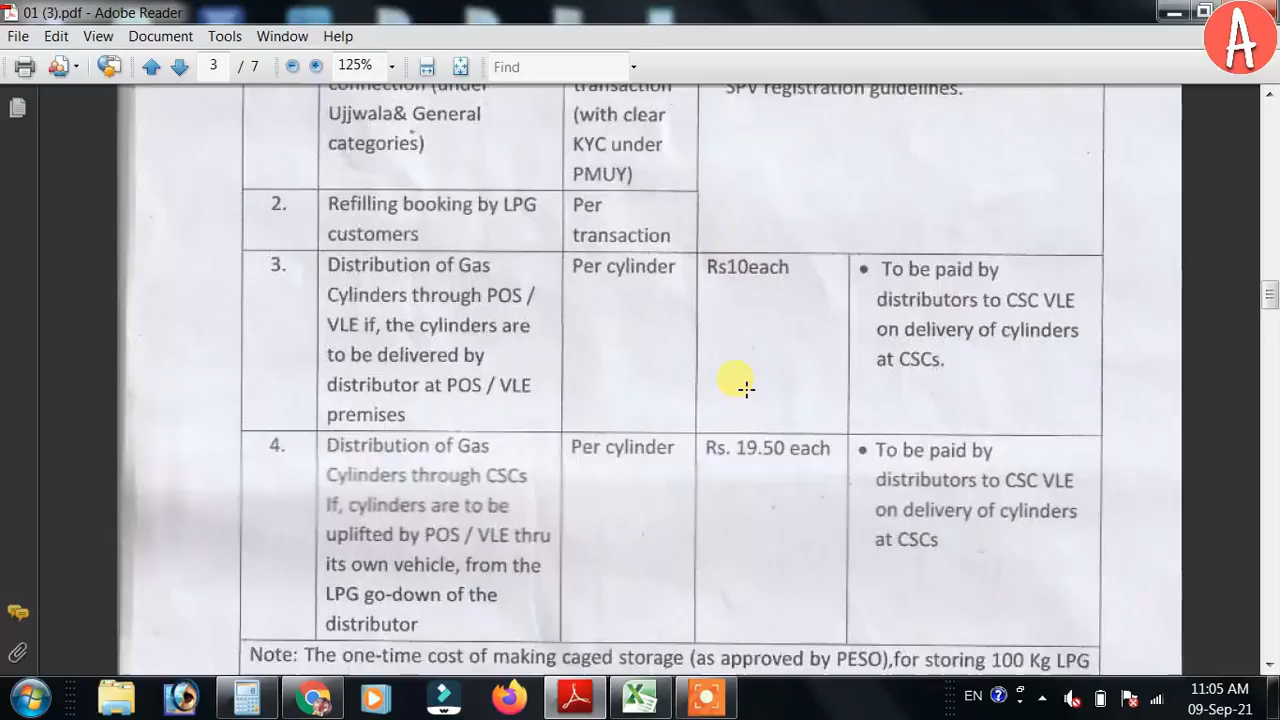 01 (3).pdf - Adobe Reader
File Edit View Document Tools Window Help
3 / 7 125% Find
A
connection (under
Ujjwala& General
categories)
transaction
(with clear
KYC under
PMUY)
SPV registration guidelines.
2. Refilling booking by LPG
customers
Per
transaction
3. Distribution of Gas
Cylinders through POS /
VLE if, the cylinders are
to be delivered by
distributor at POS / VLE
premises
Per cylinder
Rs10each
• To be paid by
distributors to CSC VLE
on delivery of cylinders
at CSCs.
4. Distribution of Gas
Cylinders through CSCs
If, cylinders are to be
uplifted by POS / VLE thru
its own vehicle, from the
LPG go-down of the
distributor
Per cylinder
Rs. 19.50 each
• To be paid by
distributors to CSC VLE
on delivery of cylinders
at CSCs
Note: The one-time cost of making caged storage (as approved by PESO),for storing 100 Kg LPG
EN
11:05 AM
09-Sep-21